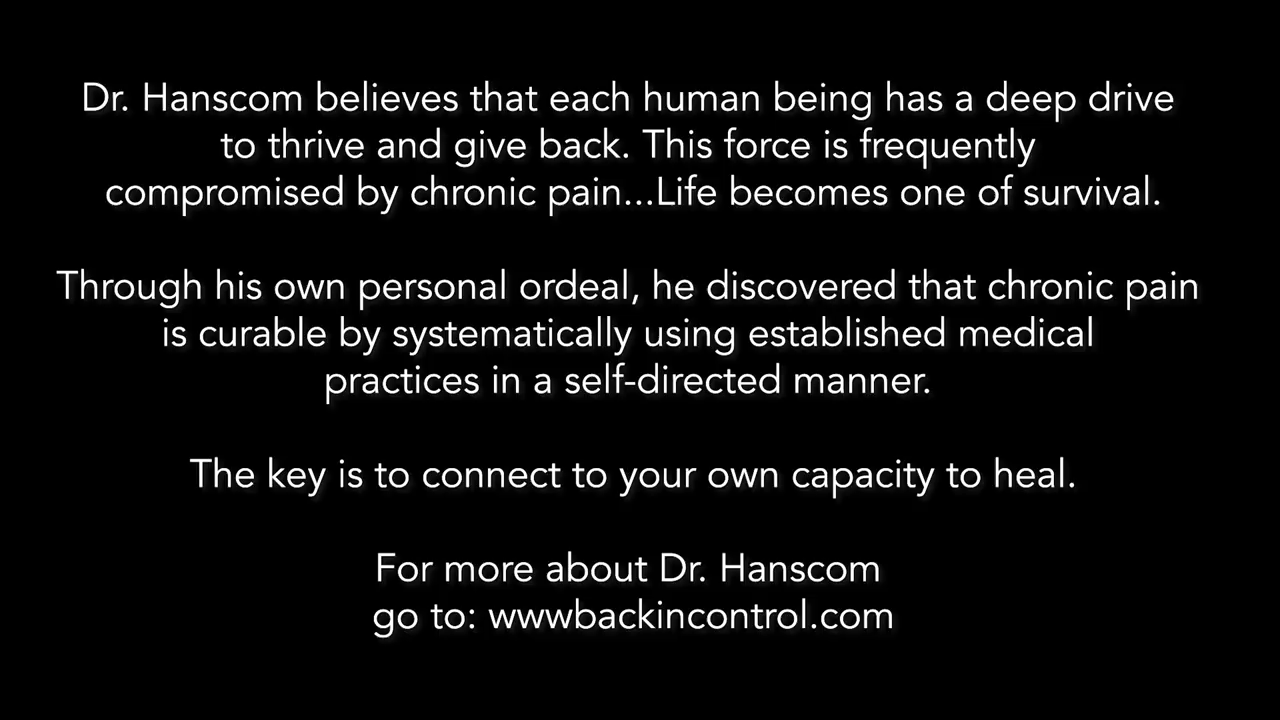 Dr. Hanscom believes that each human being has a deep drive
to thrive and give back. This force is frequently
compromised by chronic pain...Life becomes one of survival.
Through his own personal ordeal, he discovered that chronic pain
is curable by systematically using established medical
practices in a self-directed manner.
The key is to connect to your own capacity to heal.
For more about Dr. Hanscom
go to: wwwbackincontrol.com